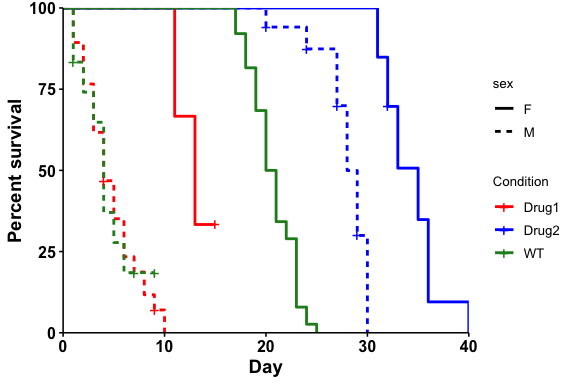 Percent survival
100
75
50
25
0
0 10 20 30 40
Day
sex
F
M
Condition
Drug1
Drug2
WT